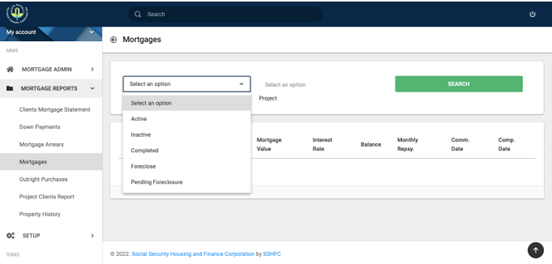 Search
My account
MMS
MORTGAGE ADMIN
MORTGAGE REPORTS
Clients Mortgage Statement
Down Payments
Mortgage Arrears
Mortgages
Outright Purchases
Project Clients Report
Property History
SETUP
SSMS
Mortgages
Select an option
Select an option
Active
Inactive
Completed
Foreclose
Pending Foreclosure
Select an option
Project
SEARCH
Mortgage Value
Interest Rate
Balance
Monthly Repay.
Comm. Date
Comp. Date
© 2022. Social Security Housing and Finance Corporation by SSHFC